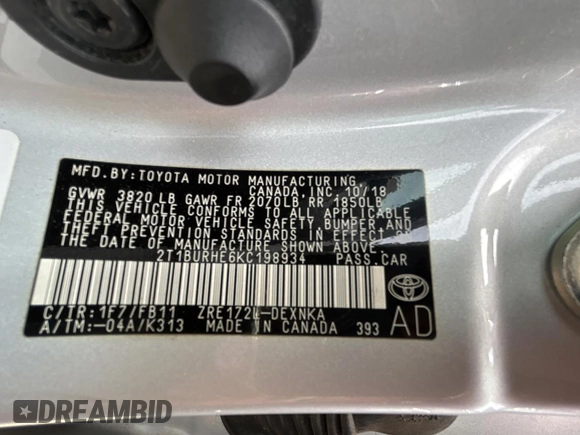 MFD.BY:TOYOTA MOTOR MANUFACTURING
CANADA, INC. 10/18
GVWR 3820 LB GAWR FR 2070LB RR 1850LB
THIS VEHICLE CONFORMS TO ALL APPLICABLE
FEDERAL MOTOR VEHICLE SAFETY, BUMPER, AND
THEFT PREVENTION STANDARDS IN EFFECT ON
THE DATE OF MANUFACTURE SHOWN ABOVE.
2T1BURHE6KC198934 PASS.CAR
C/TR:1F7/FB11 ZRE172L-DEXNKA
A/TM:-04A/K313 MADE IN CANADA 393 AD
DREAMBID